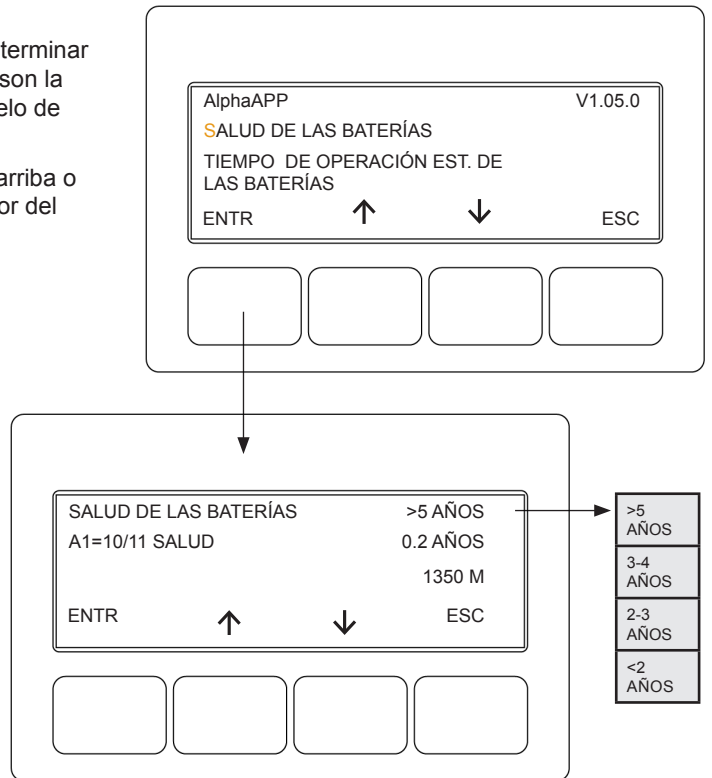 terminar
son la
elo de
arriba o
or del
AlphaAPP V1.05.0
SALUD DE LAS BATERÍAS
TIEMPO DE OPERACIÓN EST. DE
LAS BATERÍAS
ENTR ↑ ↓ ESC
SALUD DE LAS BATERÍAS >5 AÑOS
A1=10/11 SALUD 0.2 AÑOS
1350 M
ENTR ↑ ↓ ESC
>5
AÑOS
3-4
AÑOS
2-3
AÑOS
<2
AÑOS